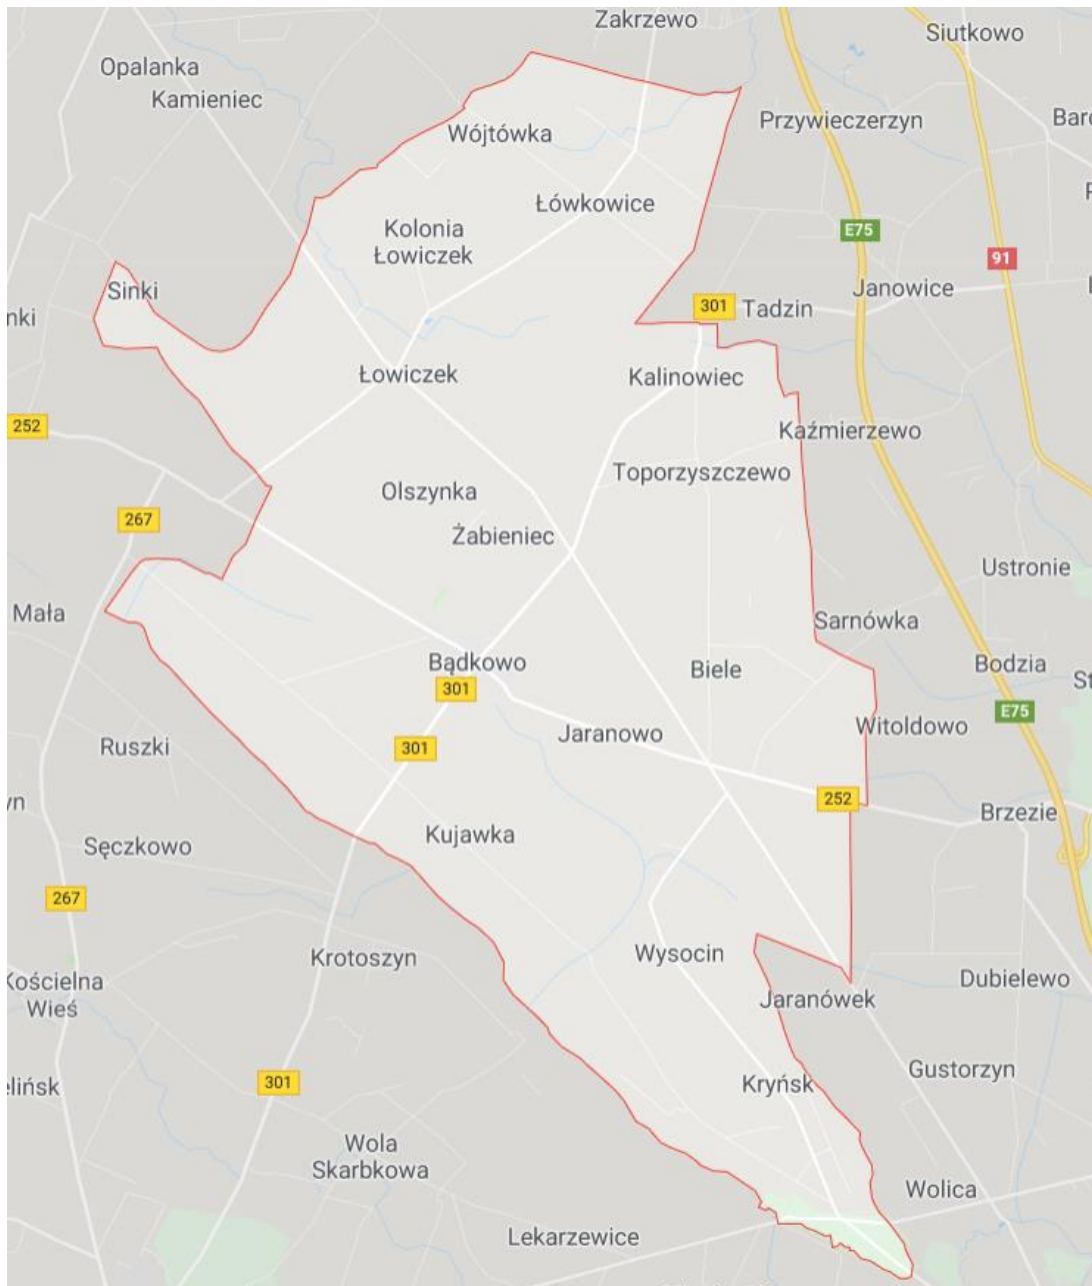 Zakrzewo
Siutkowo
Opalanka
Kamieniec
Przywieczerzyn
Wójtówka
Łówkowice
Kolonia
Łowiczek
E75
91
Sinki
Janowice
301
Tadzin
Łowiczek
Kalinowiec
252
Kaźmierzewo
Toporzyszczewo
Olszynka
267
Żabieniec
Ustronie
Mała
Sarnówka
Bądkowo
Biele
Bodzia
301
E75
Ruszki
301
Jaranowo
Witoldowo
252
Brzezie
Sęczkowo
Kujawka
267
Krotoszyn
Wysocin
Kościelna
Wieś
Jaranówek
Dubielewo
301
Kryńsk
Gustorzyn
Wola
Skarbkowa
Wolica
Lekarzewice